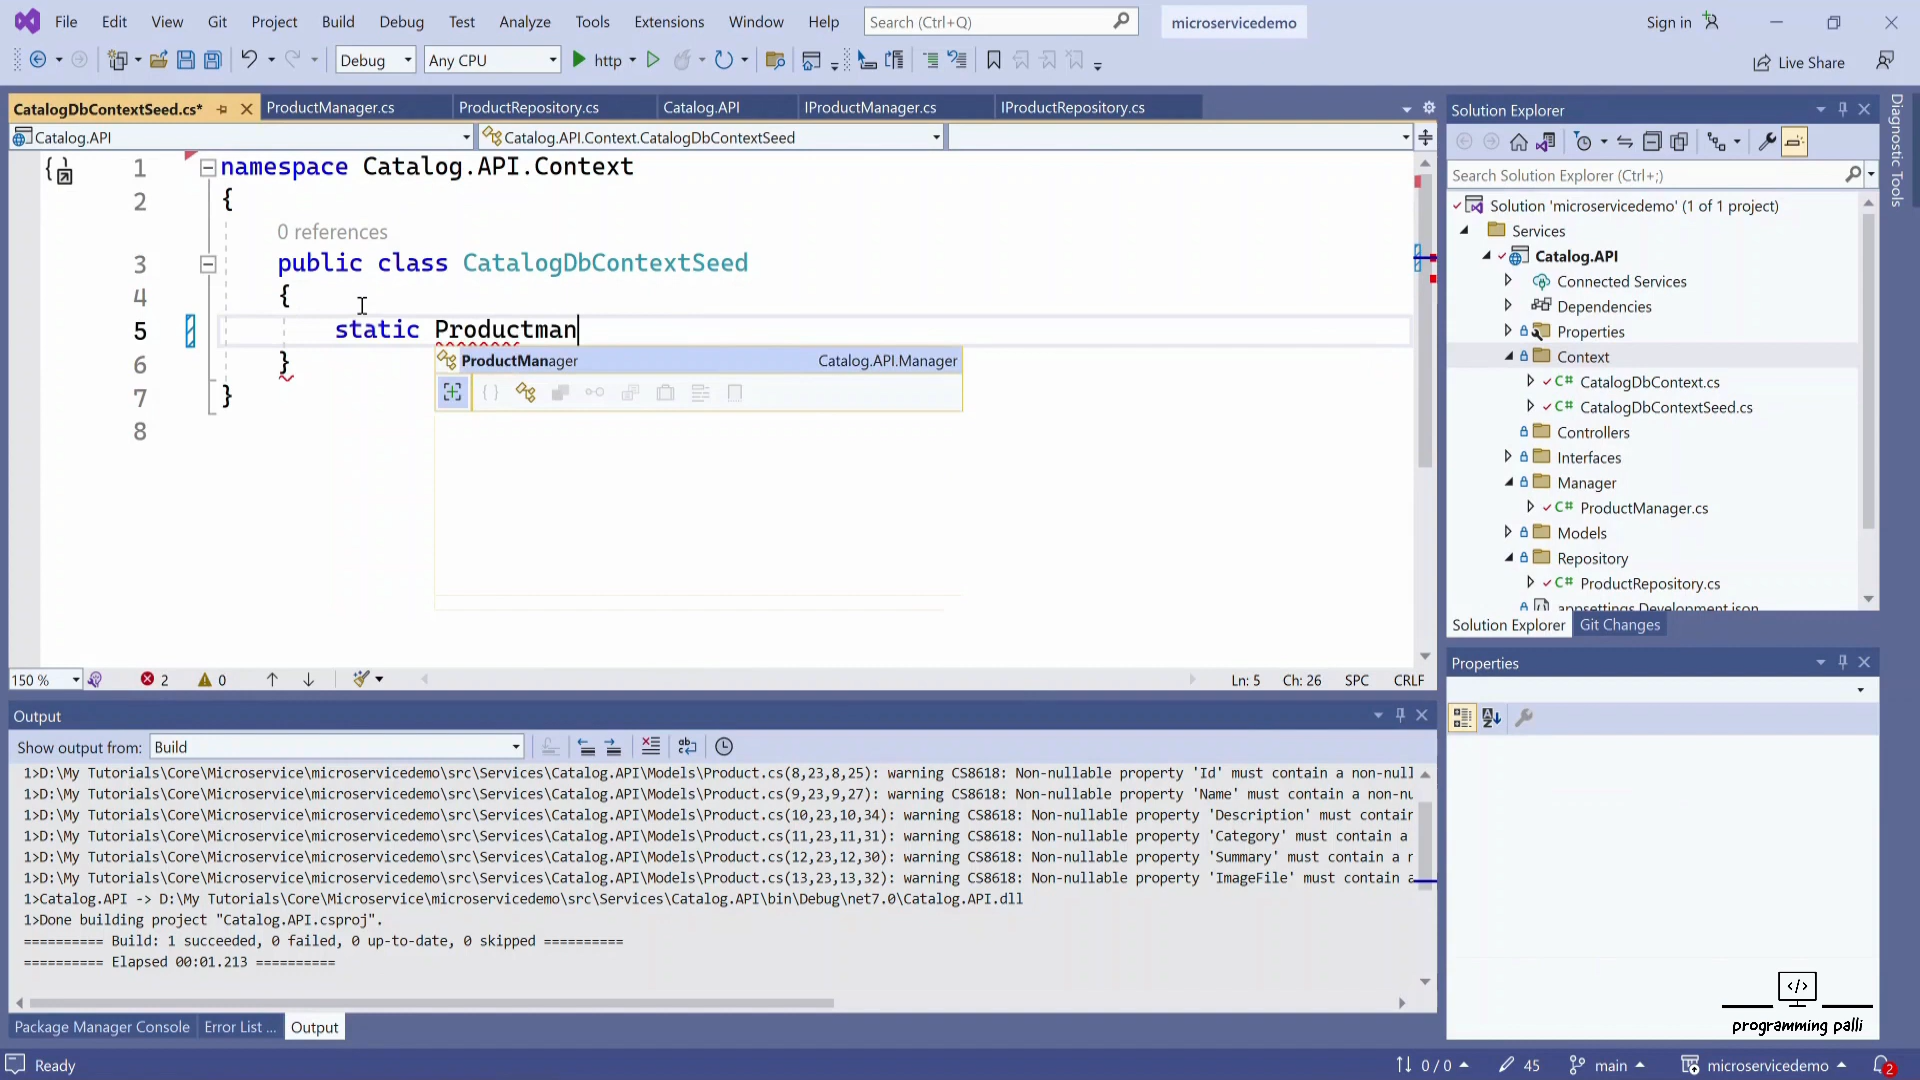 File Edit View Git Project Build Debug Test Analyze Tools Extensions Window Help Search (Ctrl+Q) microservicedemo Sign in
Debug Any CPU http Live Share
CatalogDbContextSeed.cs* ProductManager.cs ProductRepository.cs Catalog.API IProductManager.cs IProductRepository.cs
Catalog.API Catalog.API.Context.CatalogDbContextSeed
1 namespace Catalog.API.Context
2 {
0 references
3 public class CatalogDbContextSeed
4 {
5 static Productman
6 }
7 }
8
ProductManager Catalog.API.Manager
150 % 2 0 Ln: 5 Ch: 26 SPC CRLF
Output
Show output from: Build
1>D:\My Tutorials\Core\Microservice\microservicedemo\src\Services\Catalog.API\Models\Product.cs(8,23,8,25): warning CS8618: Non-nullable property 'Id' must contain a non-null
1>D:\My Tutorials\Core\Microservice\microservicedemo\src\Services\Catalog.API\Models\Product.cs(9,23,9,27): warning CS8618: Non-nullable property 'Name' must contain a non-nu
1>D:\My Tutorials\Core\Microservice\microservicedemo\src\Services\Catalog.API\Models\Product.cs(10,23,10,34): warning CS8618: Non-nullable property 'Description' must contain
1>D:\My Tutorials\Core\Microservice\microservicedemo\src\Services\Catalog.API\Models\Product.cs(11,23,11,31): warning CS8618: Non-nullable property 'Category' must contain a
1>D:\My Tutorials\Core\Microservice\microservicedemo\src\Services\Catalog.API\Models\Product.cs(12,23,12,30): warning CS8618: Non-nullable property 'Summary' must contain a n
1>D:\My Tutorials\Core\Microservice\microservicedemo\src\Services\Catalog.API\Models\Product.cs(13,23,13,32): warning CS8618: Non-nullable property 'ImageFile' must contain a
1>Catalog.API -> D:\My Tutorials\Core\Microservice\microservicedemo\src\Services\Catalog.API\bin\Debug\net7.0\Catalog.API.dll
1>Done building project "Catalog.API.csproj".
========== Build: 1 succeeded, 0 failed, 0 up-to-date, 0 skipped ==========
========== Elapsed 00:01.213 ==========
Package Manager Console Error List ... Output
Solution Explorer
Search Solution Explorer (Ctrl+;)
Solution 'microservicedemo' (1 of 1 project)
Services
Catalog.API
Connected Services
Dependencies
Properties
Context
C# CatalogDbContext.cs
C# CatalogDbContextSeed.cs
Controllers
Interfaces
Manager
C# ProductManager.cs
Models
Repository
C# ProductRepository.cs
appsettings.Development.json
Solution Explorer Git Changes
Properties
Diagnostic Tools
</>
programming palli
Ready 0 / 0 45 main microservicedemo 2